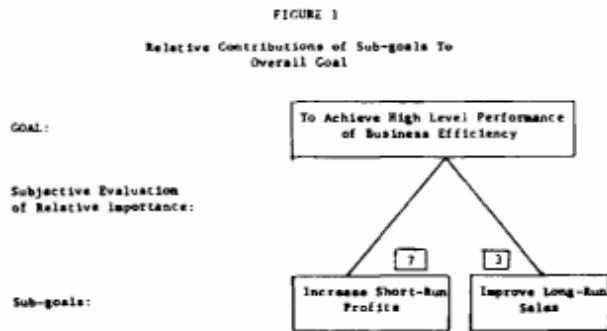 FIGURE 1
Relative Contributions of Sub-goals To
Overall Goal
GOAL:
To Achieve High Level Performance
of Business Efficiency
Subjective Evaluation
of Relative Importance:
7
3
Sub-goals:
Increase Short-Run
Profits
Improve Long-Run
Sales